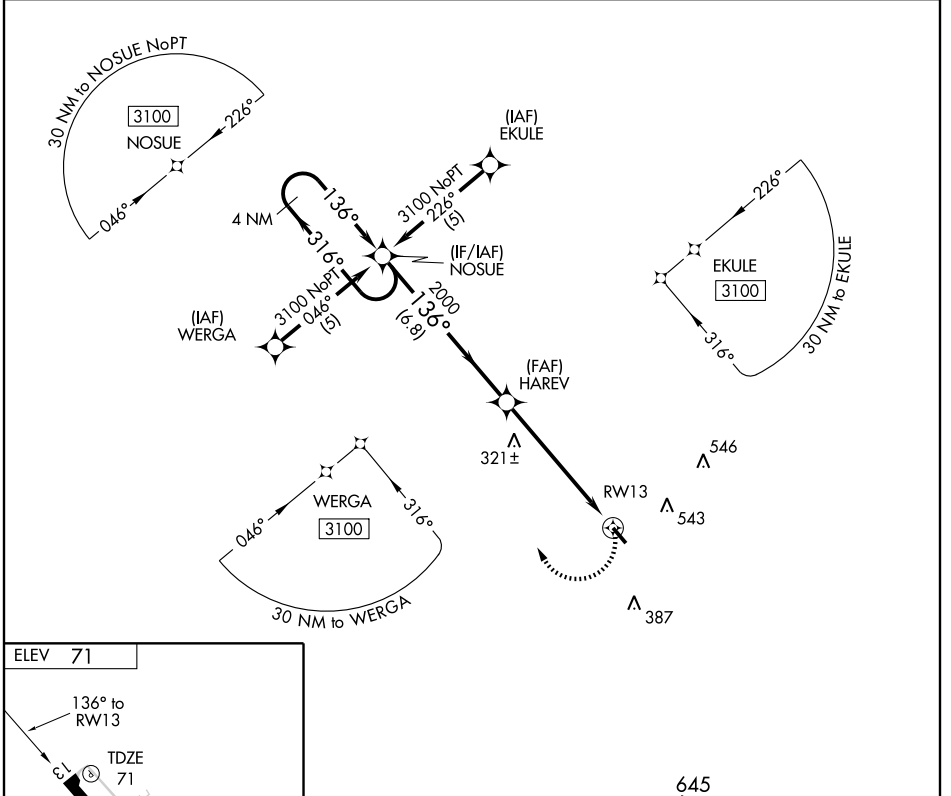 30 NM to NOSUE NoPT
3100
NOSUE
226°
046°
(IAF)
EKULE
3100 NoPT
226°
(5)
136°
4 NM
316°
(IF/IAF)
NOSUE
3100 NoPT
046°
(5)
(IAF)
WERGA
2000
136°
(6.8)
226°
EKULE
3100
316°
30 NM to EKULE
(FAF)
HAREV
321±
546
RW13
543
WERGA
3100
046°
316°
30 NM to WERGA
387
ELEV 71
136° to
RW13
TDZE
71
13
P
645